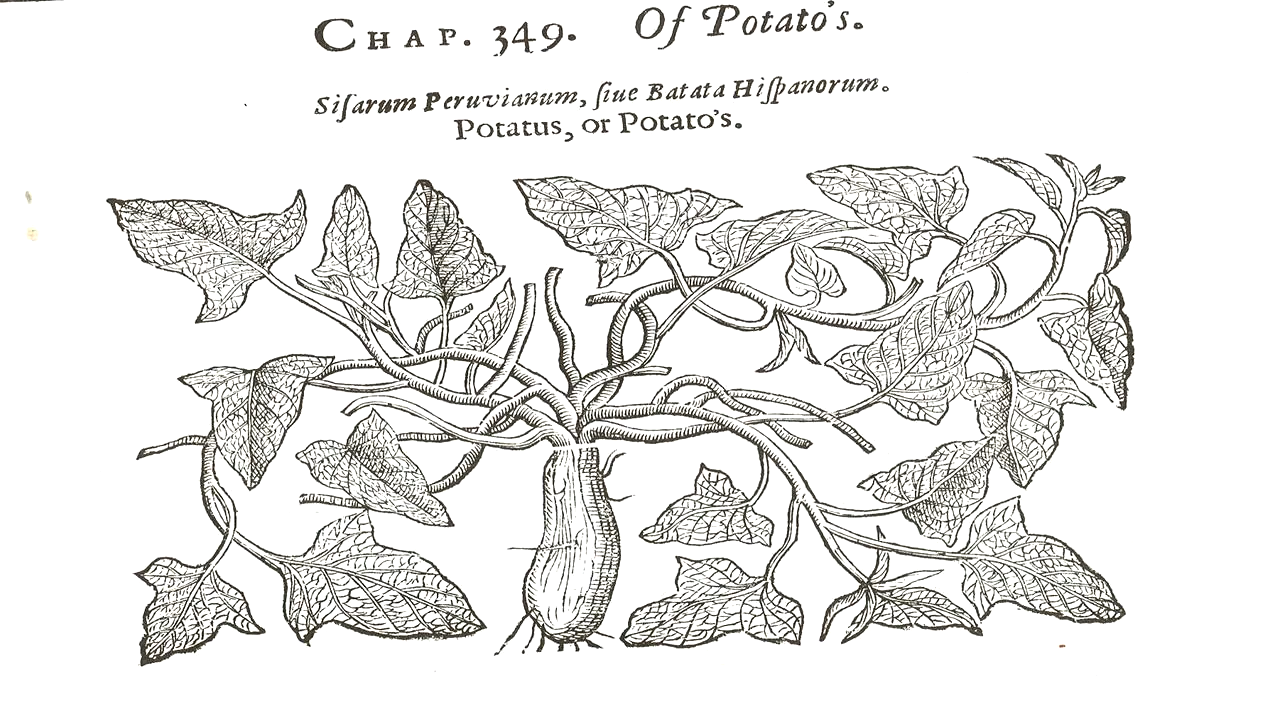 CHAP. 349. Of Potato's.
Siſarum Peruvianum, ſiue Batata Hiſpanorum.
Potatus, or Potato's.